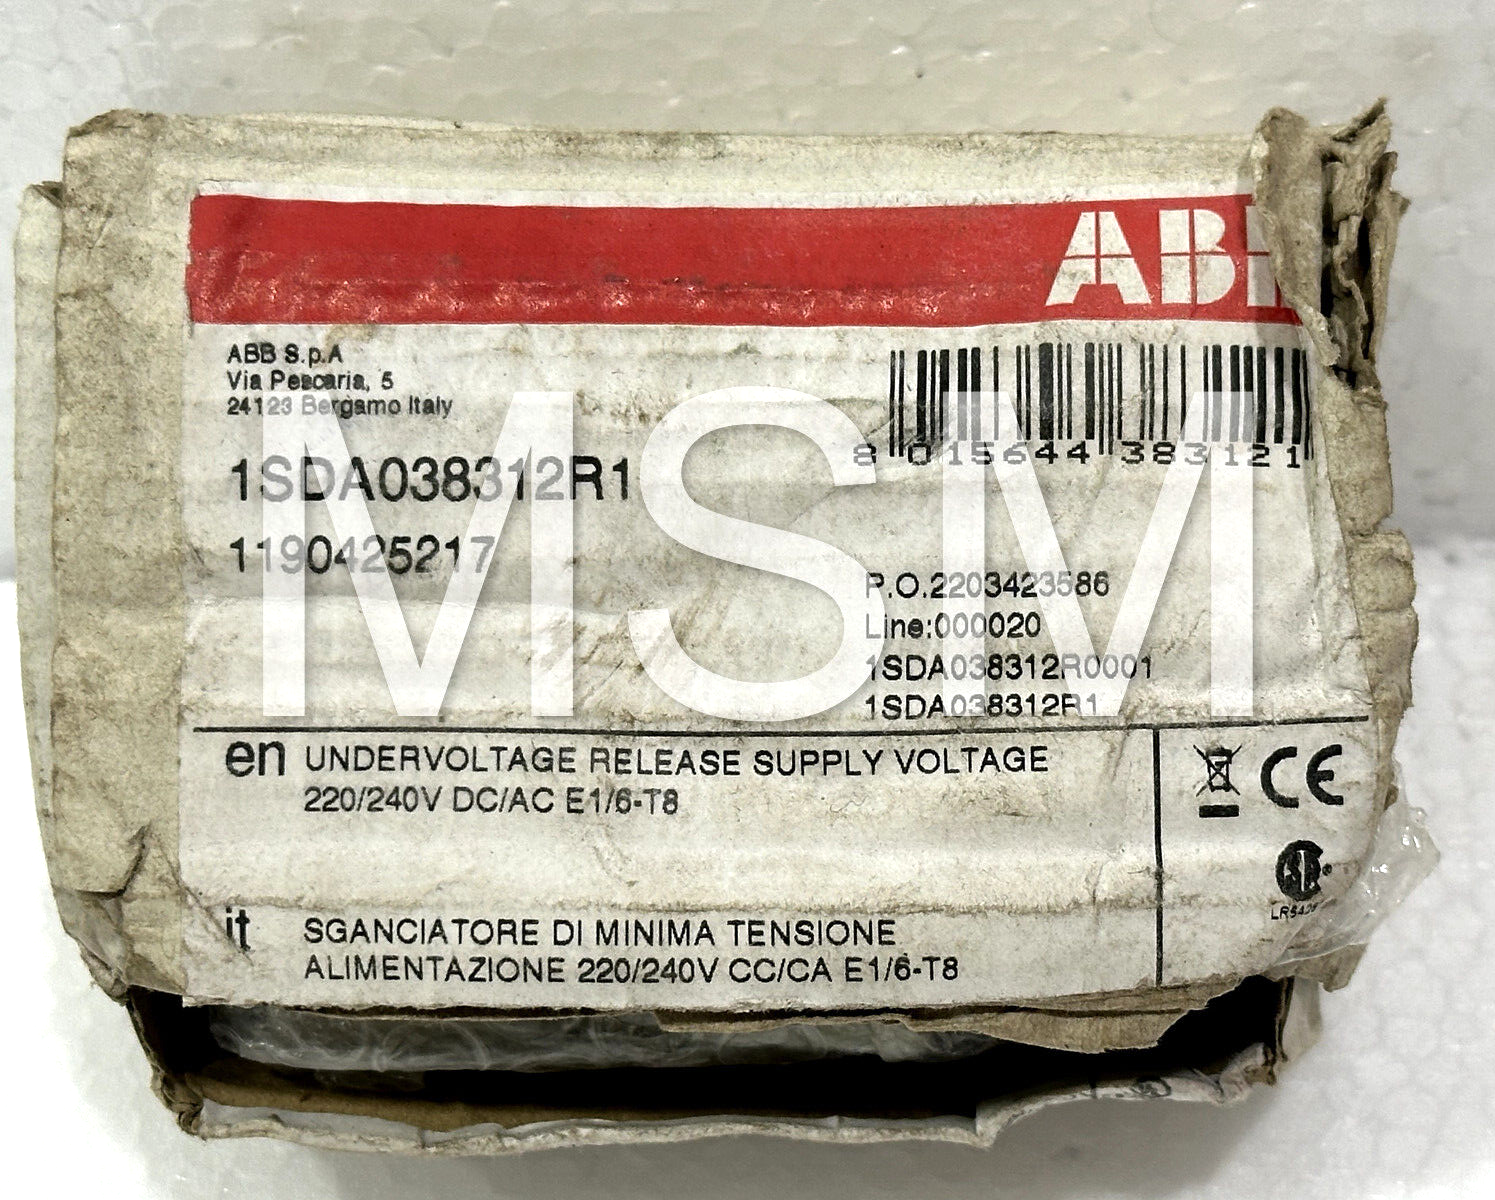 ABB
ABB S.p.A
Via Pescaria, 5
24123 Bergamo Italy
8 015644 383121
1SDA038312R1
1190425217
P.O.2203423586
Line:000020
1SDA038312R0001
1SDA038312R1
MSM
en UNDERVOLTAGE RELEASE SUPPLY VOLTAGE
220/240V DC/AC E1/6-T8
CE
it SGANCIATORE DI MINIMA TENSIONE
ALIMENTAZIONE 220/240V CC/CA E1/6-T8